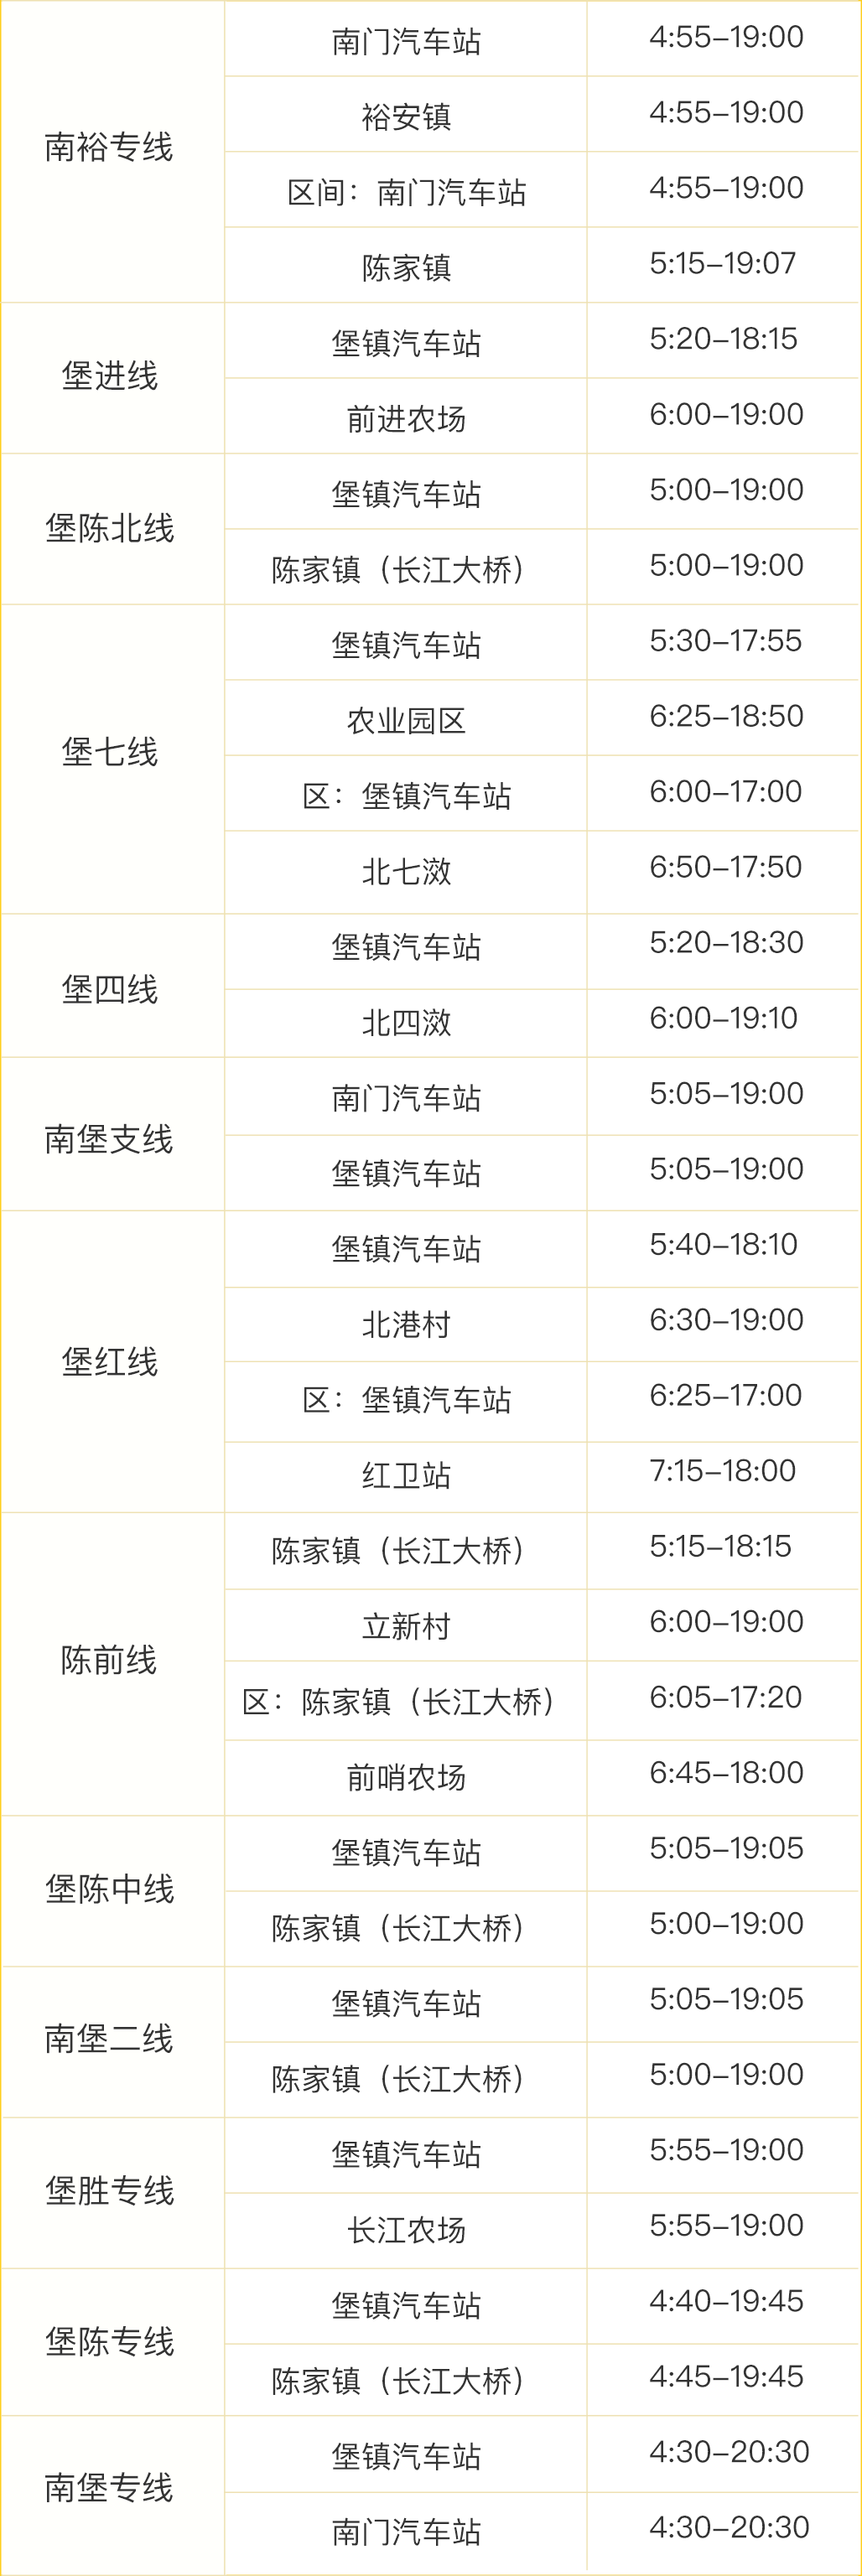 南裕专线
南门汽车站 4:55–19:00
裕安镇 4:55–19:00
区间：南门汽车站 4:55–19:00
陈家镇 5:15–19:07
堡进线
堡镇汽车站 5:20–18:15
前进农场 6:00–19:00
堡陈北线
堡镇汽车站 5:00–19:00
陈家镇（长江大桥） 5:00–19:00
堡七线
堡镇汽车站 5:30–17:55
农业园区 6:25–18:50
区：堡镇汽车站 6:00–17:00
北七滧 6:50–17:50
堡四线
堡镇汽车站 5:20–18:30
北四滧 6:00–19:10
南堡支线
南门汽车站 5:05–19:00
堡镇汽车站 5:05–19:00
堡红线
堡镇汽车站 5:40–18:10
北港村 6:30–19:00
区：堡镇汽车站 6:25–17:00
红卫站 7:15–18:00
陈前线
陈家镇（长江大桥） 5:15–18:15
立新村 6:00–19:00
区：陈家镇（长江大桥） 6:05–17:20
前哨农场 6:45–18:00
堡陈中线
堡镇汽车站 5:05–19:05
陈家镇（长江大桥） 5:00–19:00
南堡二线
堡镇汽车站 5:05–19:05
陈家镇（长江大桥） 5:00–19:00
堡胜专线
堡镇汽车站 5:55–19:00
长江农场 5:55–19:00
堡陈专线
堡镇汽车站 4:40–19:45
陈家镇（长江大桥） 4:45–19:45
南堡专线
堡镇汽车站 4:30–20:30
南门汽车站 4:30–20:30